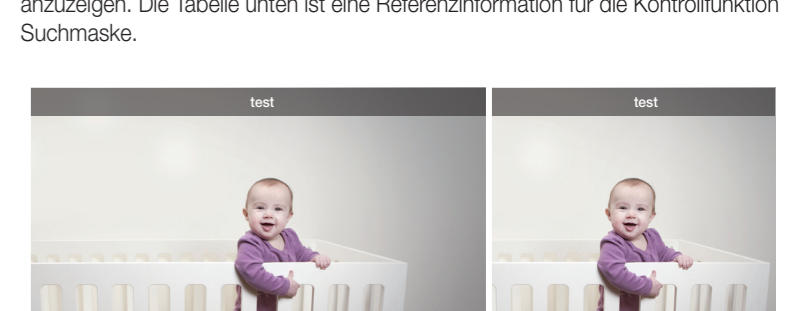 anzuzeigen. Die Tabelle unten ist eine Referenzinformation für die Kontrollfunktion
Suchmaske.
test
test